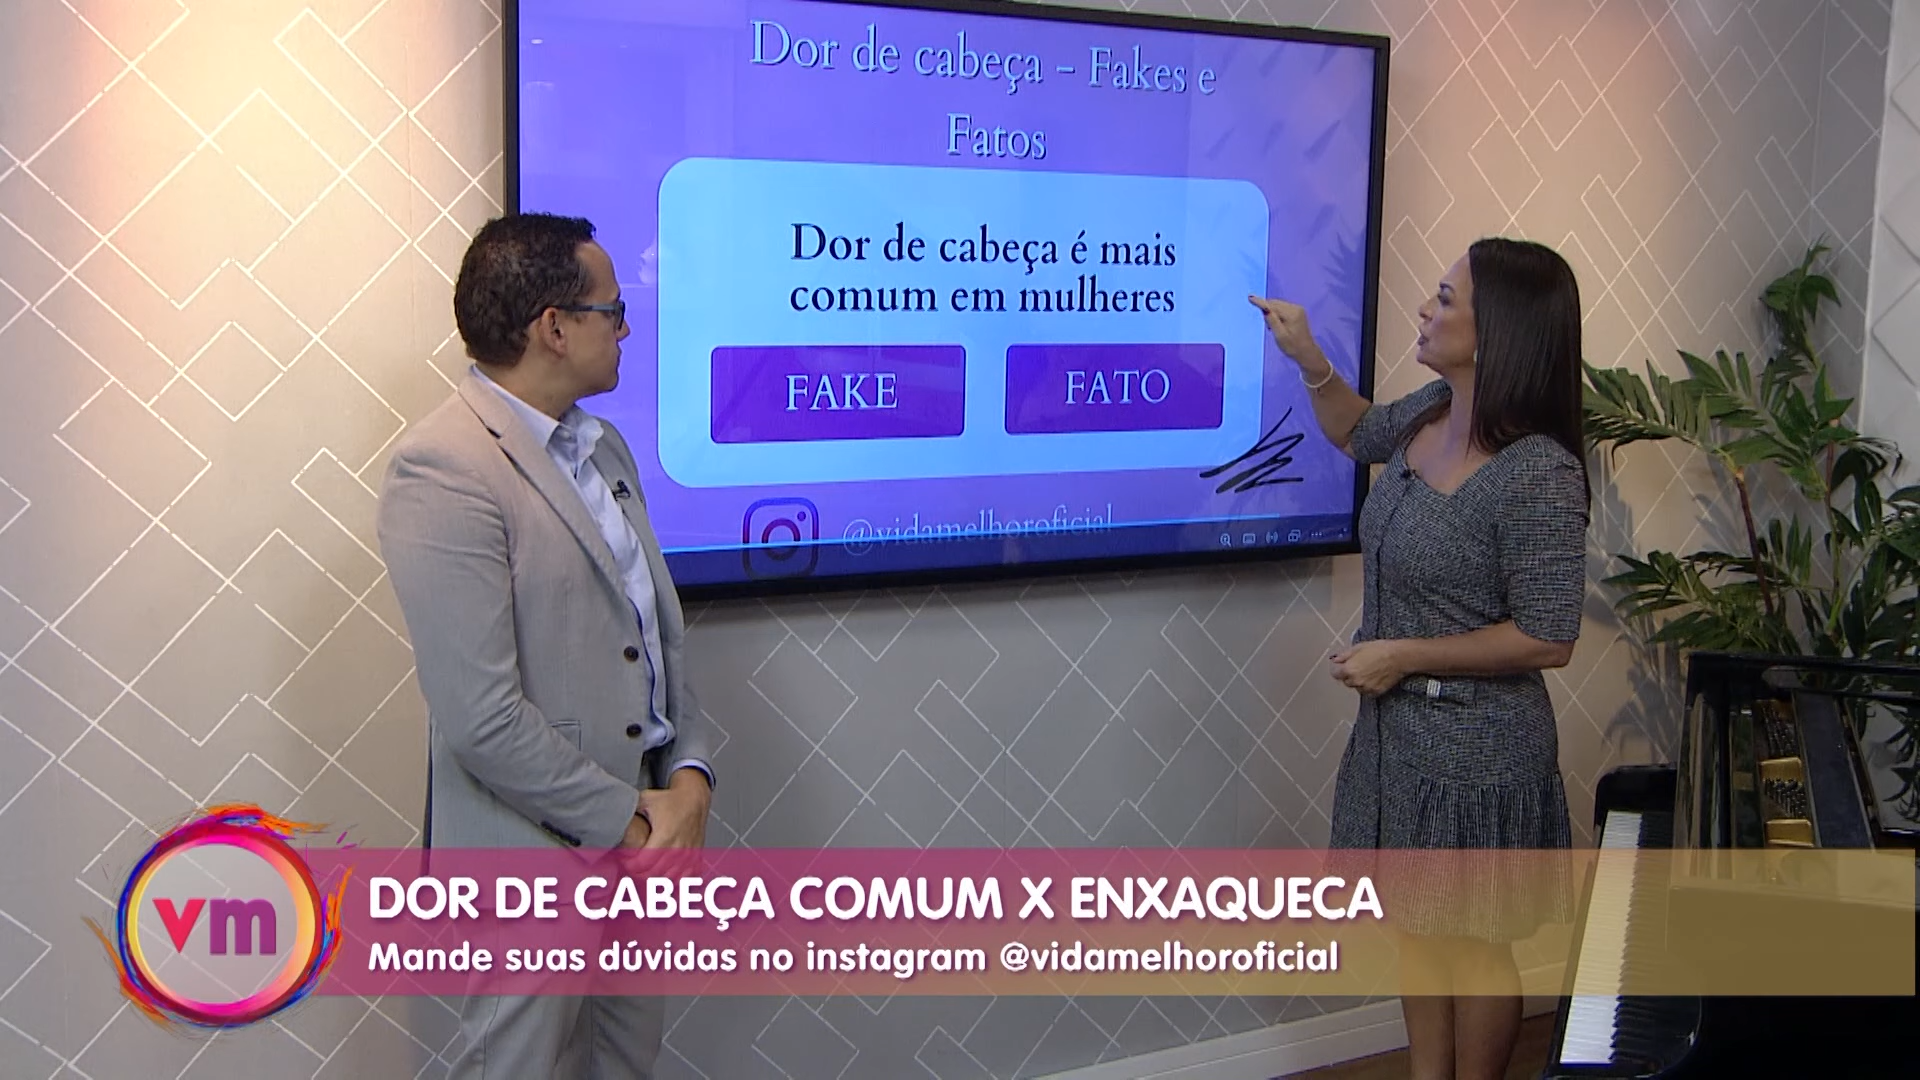 Dor de cabeça - Fakes e
Fatos
Dor de cabeça é mais
comum em mulheres
FAKE
FATO
@vidamelhoroficial
vm
DOR DE CABEÇA COMUM X ENXAQUECA
Mande suas dúvidas no instagram @vidamelhoroficial